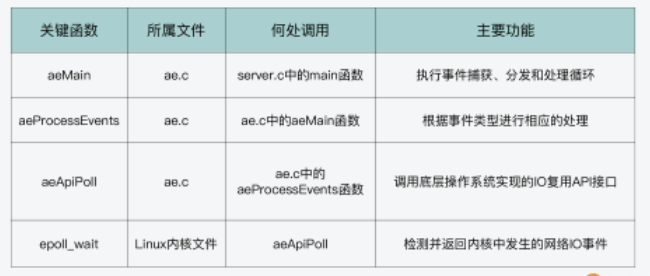 关键函数 所属文件 何处调用 主要功能
aeMain ae.c server.c中的main函数 执行事件捕获、分发和处理循环
aeProcessEvents ae.c ae.c中的aeMain函数 根据事件类型进行相应的处理
aeApiPoll ae.c ae.c中的
aeProcessEvents函数 调用底层操作系统实现的IO复用API接口
epoll_wait Linux内核文件 aeApiPoll 检测并返回内核中发生的网络IO事件